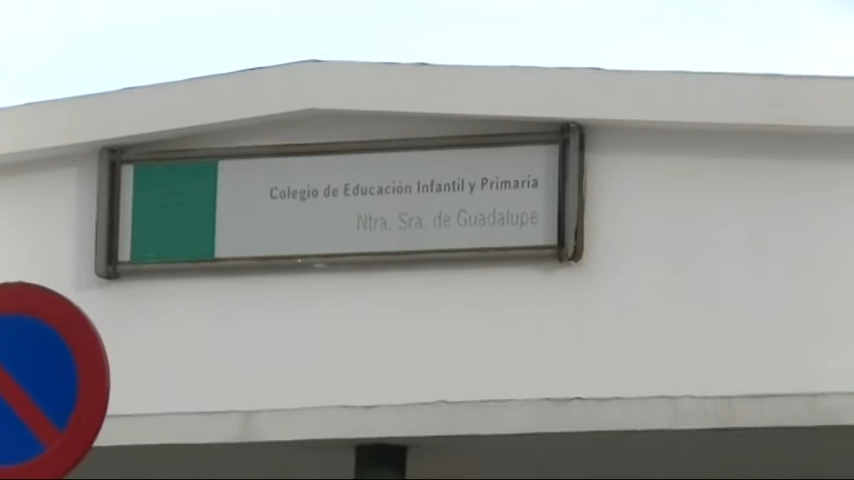 Colegio de Educación Infantil y Primaria
Ntra. Sra. de Guadalupe